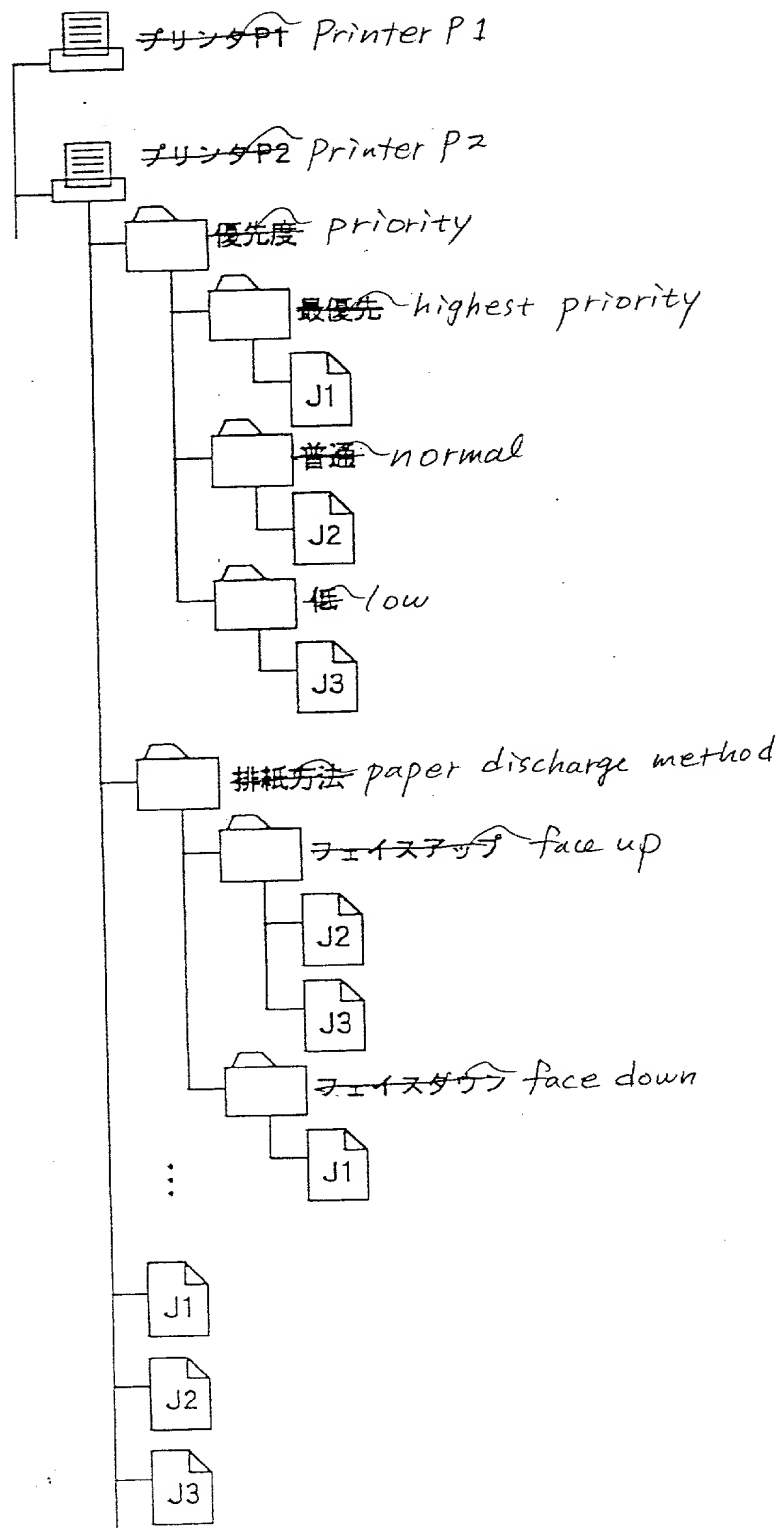 プリンタP1 Printer P1
プリンタP2 Printer P2
優先度 priority
最優先 highest priority
J1
普通 normal
J2
低 low
J3
排紙方法 paper discharge method
フェイスアップ face up
J2
J3
フェイスダウン face down
J1
⋮
J1
J2
J3